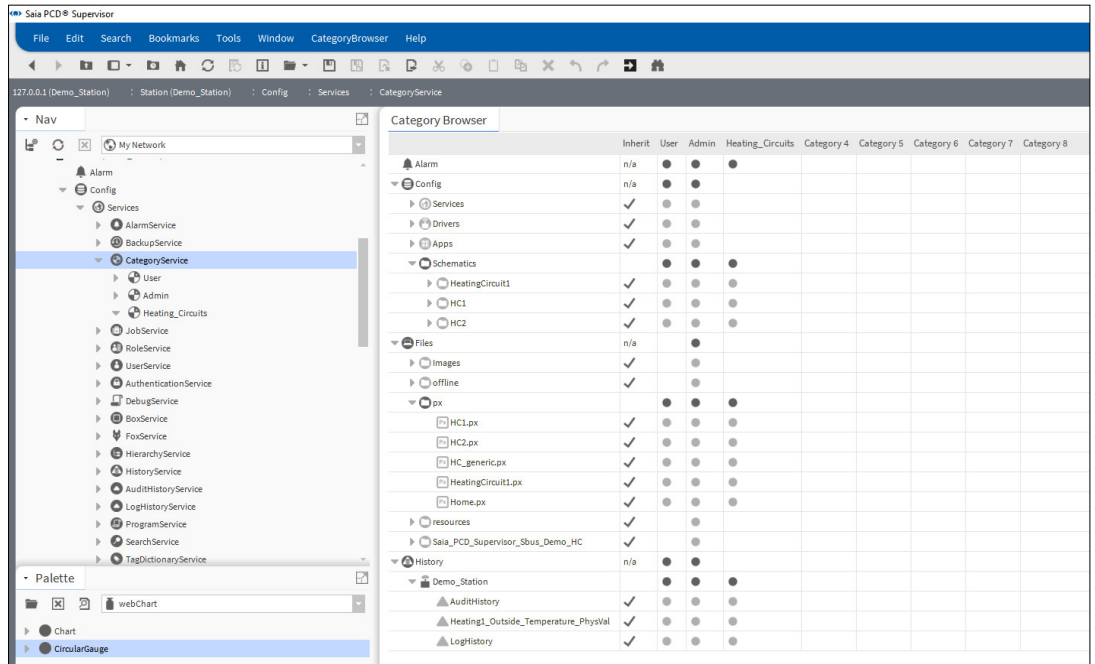 Saia PCD® Supervisor
File Edit Search Bookmarks Tools Window CategoryBrowser Help
127.0.0.1 (Demo_Station) : Station (Demo_Station) : Config : Services : CategoryService
Nav
My Network
Alarm
Config
Services
AlarmService
BackupService
CategoryService
User
Admin
Heating_Circuits
JobService
RoleService
UserService
AuthenticationService
DebugService
BoxService
FoxService
HierarchyService
HistoryService
AuditHistoryService
LogHistoryService
ProgramService
SearchService
TagDictionaryService
Palette
webChart
Chart
CircularGauge
Category Browser
Inherit User Admin Heating_Circuits Category 4 Category 5 Category 6 Category 7 Category 8
Alarm n/a
Config n/a
Services
Drivers
Apps
Schematics
HeatingCircuit1
HC1
HC2
Files n/a
Images
offline
px
Px HC1.px
Px HC2.px
Px HC_generic.px
Px HeatingCircuit1.px
Px Home.px
resources
Saia_PCD_Supervisor_Sbus_Demo_HC
History n/a
Demo_Station
AuditHistory
Heating1_Outside_Temperature_PhysVal
LogHistory